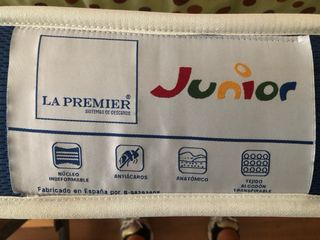 LA PREMIER
SISTEMAS DE DESCANSO
Junior
NÚCLEO
INDEFORMABLE
ANTIÁCAROS
ANATÓMICO
TEJIDO
ALGODÓN
TRANSPIRABLE
Fabricado en España por